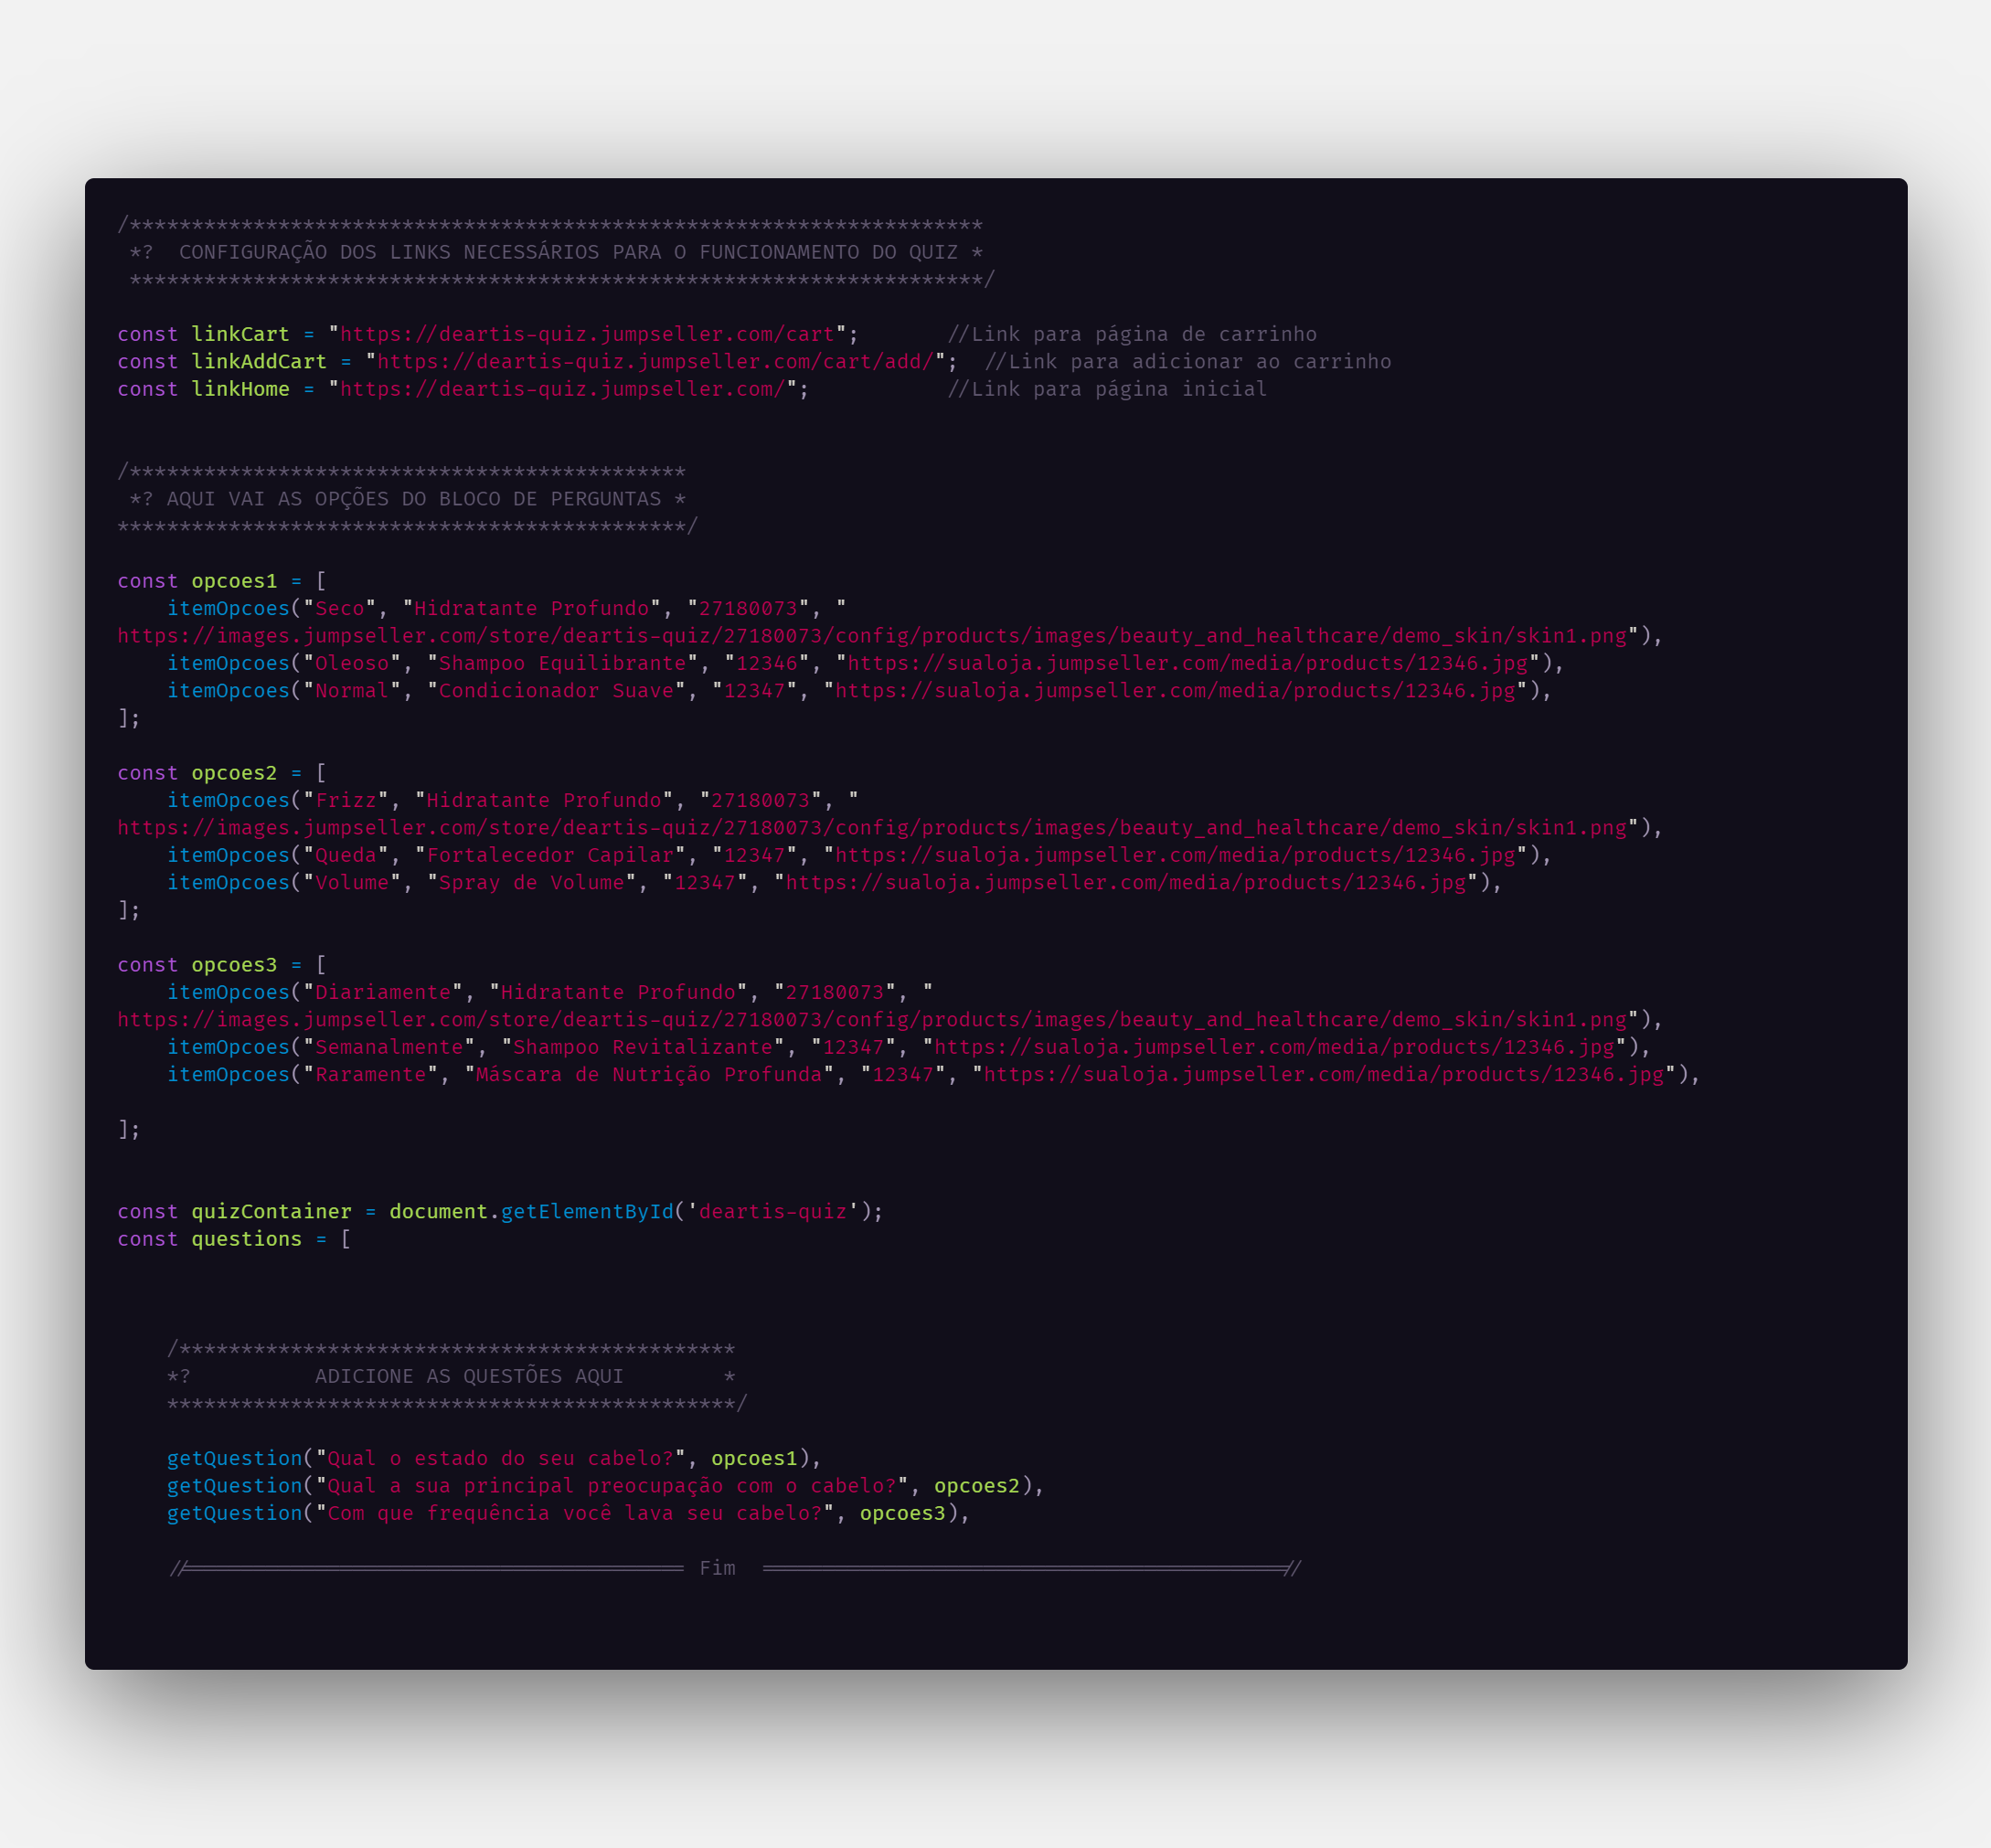 /*********************************************************************
 *?  CONFIGURAÇÃO DOS LINKS NECESSÁRIOS PARA O FUNCIONAMENTO DO QUIZ *
 *********************************************************************/
const linkCart = "https://deartis-quiz.jumpseller.com/cart";       //Link para página de carrinho
const linkAddCart = "https://deartis-quiz.jumpseller.com/cart/add/";  //Link para adicionar ao carrinho
const linkHome = "https://deartis-quiz.jumpseller.com/";           //Link para página inicial
/*********************************************
 *? AQUI VAI AS OPÇÕES DO BLOCO DE PERGUNTAS *
**********************************************/
const opcoes1 = [
    itemOpcoes("Seco", "Hidratante Profundo", "27180073", "
https://images.jumpseller.com/store/deartis-quiz/27180073/config/products/images/beauty_and_healthcare/demo_skin/skin1.png"),
    itemOpcoes("Oleoso", "Shampoo Equilibrante", "12346", "https://sualoja.jumpseller.com/media/products/12346.jpg"),
    itemOpcoes("Normal", "Condicionador Suave", "12347", "https://sualoja.jumpseller.com/media/products/12346.jpg"),
];
const opcoes2 = [
    itemOpcoes("Frizz", "Hidratante Profundo", "27180073", "
https://images.jumpseller.com/store/deartis-quiz/27180073/config/products/images/beauty_and_healthcare/demo_skin/skin1.png"),
    itemOpcoes("Queda", "Fortalecedor Capilar", "12347", "https://sualoja.jumpseller.com/media/products/12346.jpg"),
    itemOpcoes("Volume", "Spray de Volume", "12347", "https://sualoja.jumpseller.com/media/products/12346.jpg"),
];
const opcoes3 = [
    itemOpcoes("Diariamente", "Hidratante Profundo", "27180073", "
https://images.jumpseller.com/store/deartis-quiz/27180073/config/products/images/beauty_and_healthcare/demo_skin/skin1.png"),
    itemOpcoes("Semanalmente", "Shampoo Revitalizante", "12347", "https://sualoja.jumpseller.com/media/products/12346.jpg"),
    itemOpcoes("Raramente", "Máscara de Nutrição Profunda", "12347", "https://sualoja.jumpseller.com/media/products/12346.jpg"),
];
const quizContainer = document.getElementById('deartis-quiz');
const questions = [
    /*********************************************
    *?          ADICIONE AS QUESTÕES AQUI        *
    **********************************************/
    getQuestion("Qual o estado do seu cabelo?", opcoes1),
    getQuestion("Qual a sua principal preocupação com o cabelo?", opcoes2),
    getQuestion("Com que frequência você lava seu cabelo?", opcoes3),
    //======================================== Fim  ==========================================//